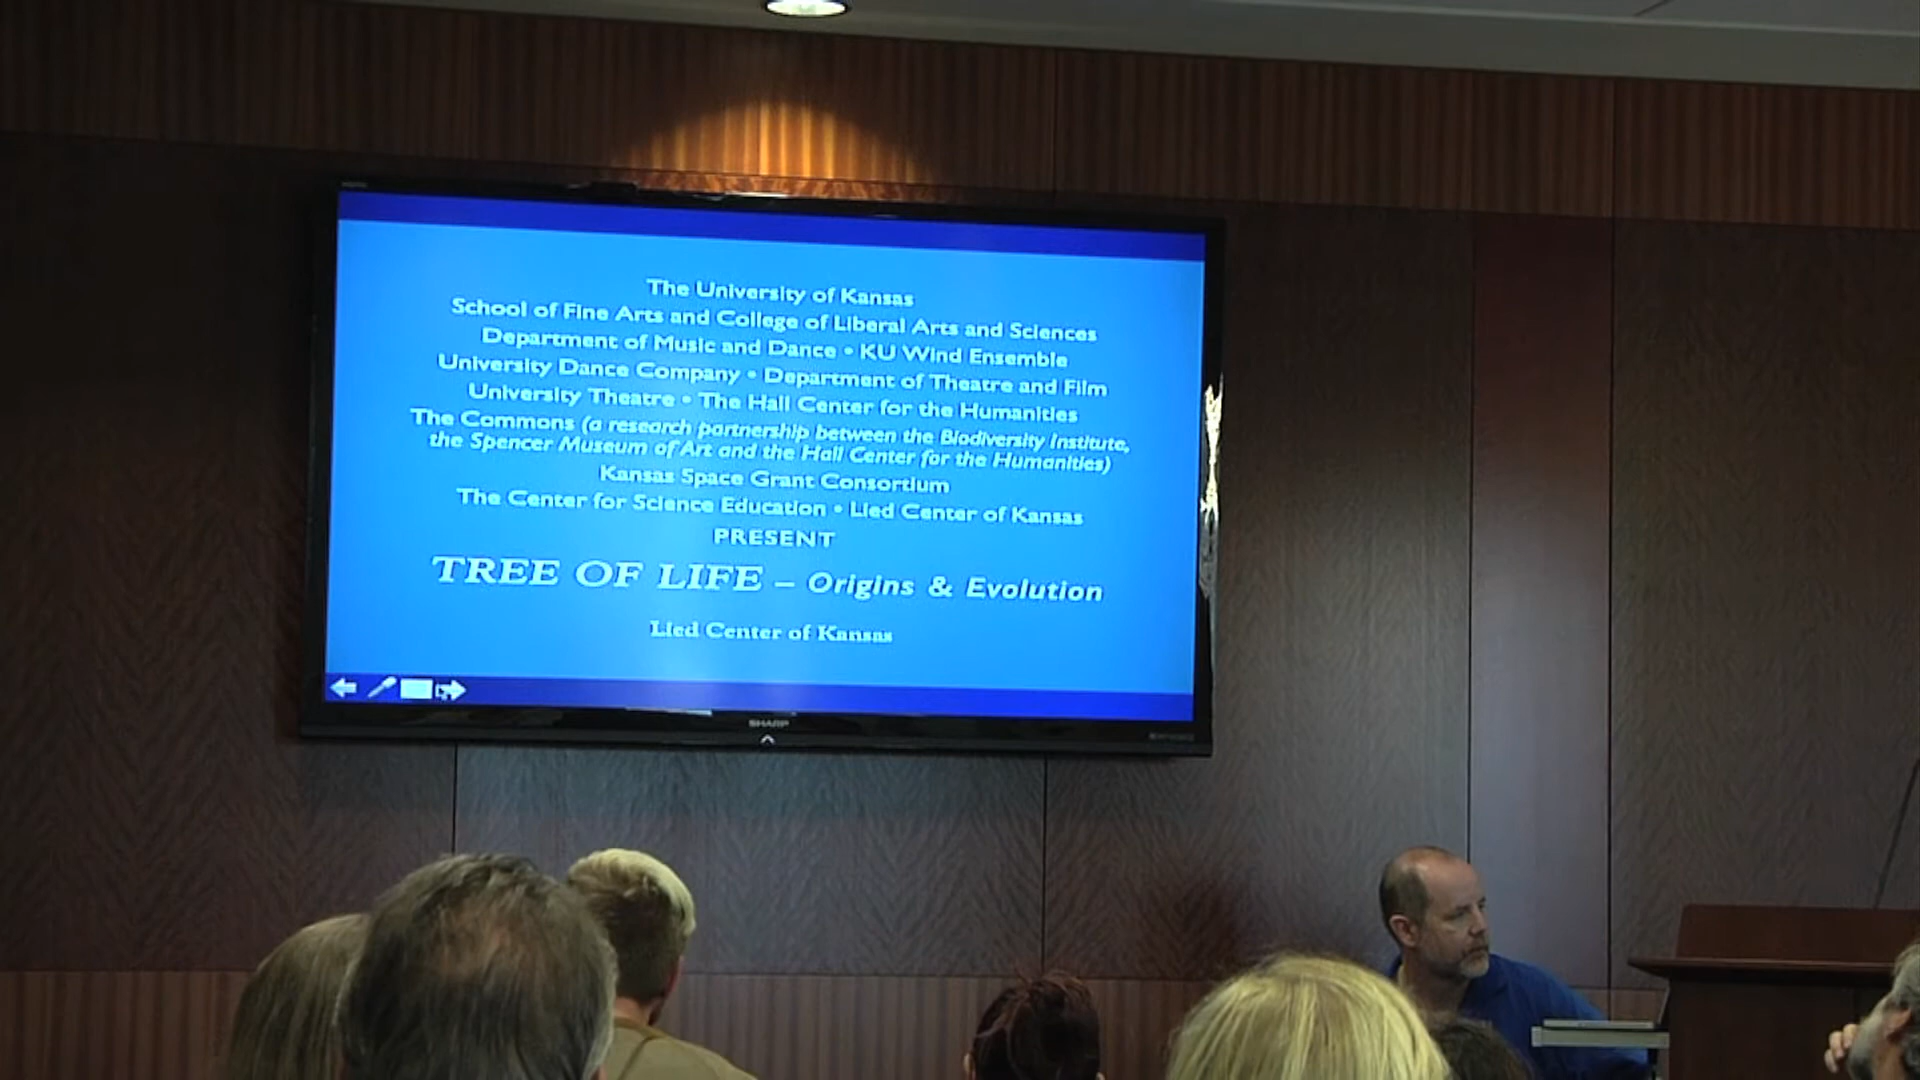 The University of Kansas
School of Fine Arts and College of Liberal Arts and Sciences
Department of Music and Dance • KU Wind Ensemble
University Dance Company • Department of Theatre and Film
University Theatre • The Hall Center for the Humanities
The Commons (a research partnership between the Biodiversity Institute,
the Spencer Museum of Art and the Hall Center for the Humanities)
Kansas Space Grant Consortium
The Center for Science Education • Lied Center of Kansas
PRESENT
TREE OF LIFE – Origins & Evolution
Lied Center of Kansas
SHARP